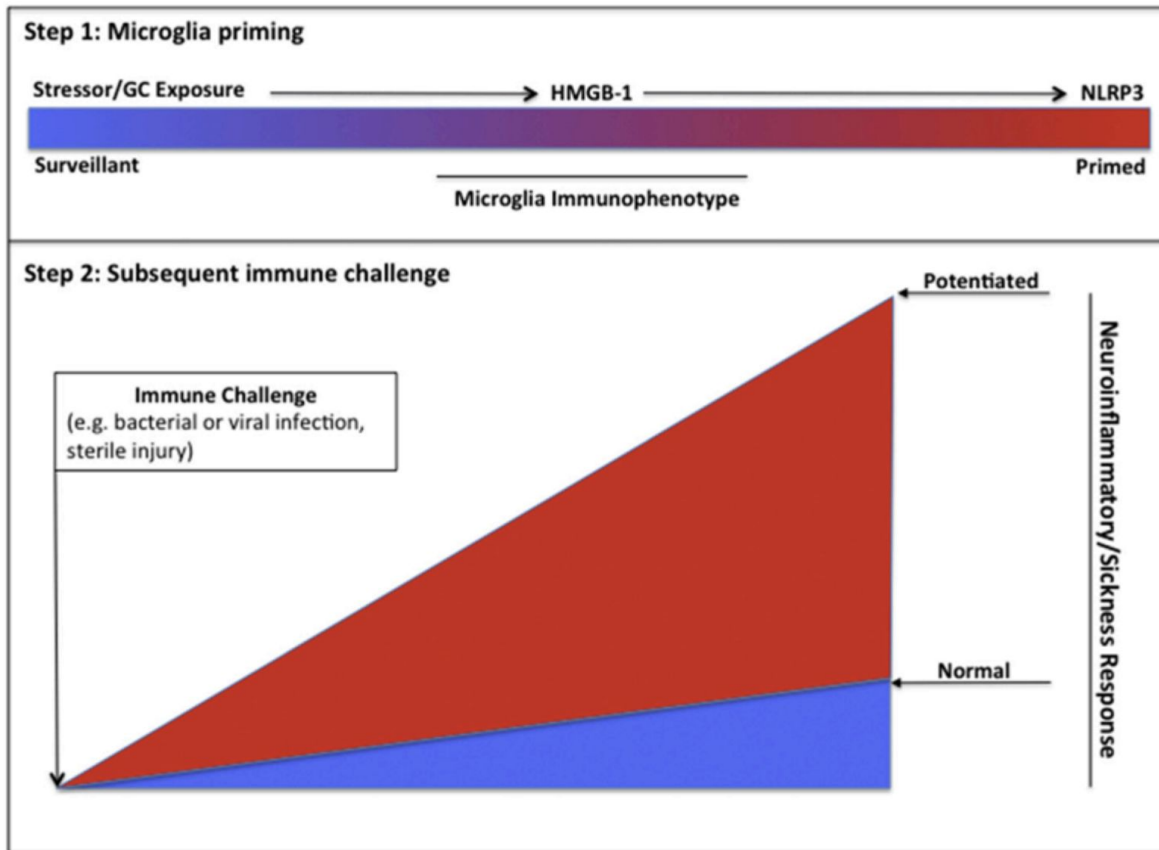 Step 1: Microglia priming
Stressor/GC Exposure HMGB-1 NLRP3
Surveillant Primed
Microglia Immunophenotype
Step 2: Subsequent immune challenge
Potentiated
Immune Challenge
(e.g. bacterial or viral infection,
sterile injury)
Normal
Neuroinflammatory/Sickness Response